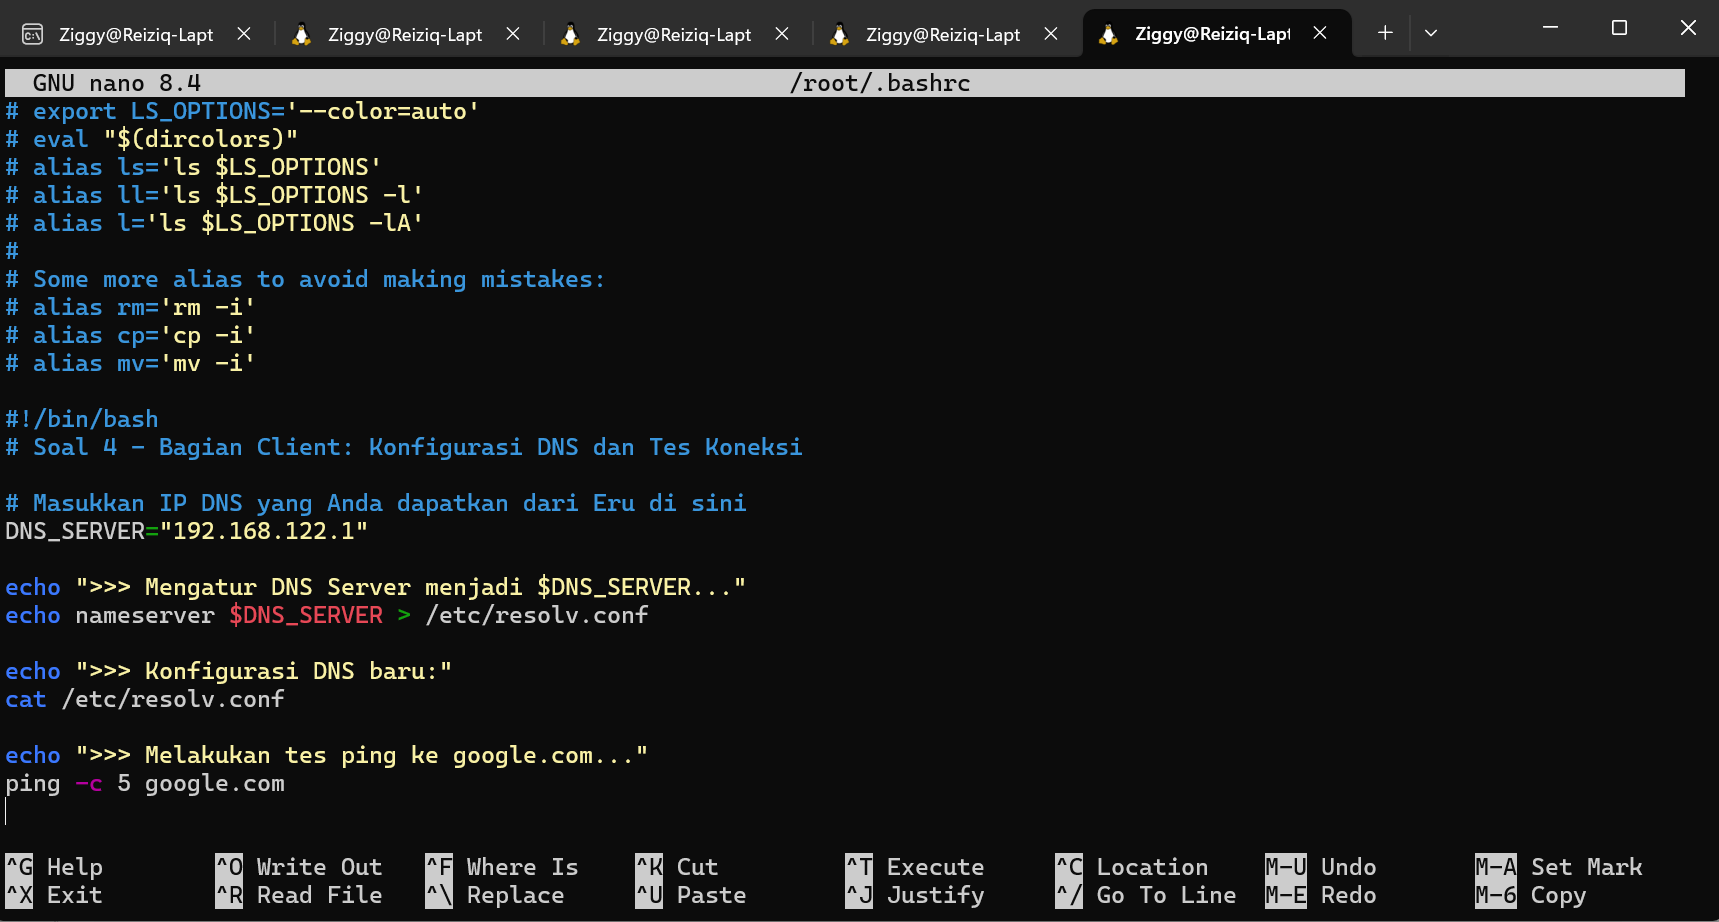 Ziggy@Reiziq-Lapt
Ziggy@Reiziq-Lapt
Ziggy@Reiziq-Lapt
Ziggy@Reiziq-Lapt
Ziggy@Reiziq-Lapt
GNU nano 8.4 /root/.bashrc
# export LS_OPTIONS='--color=auto'
# eval "$(dircolors)"
# alias ls='ls $LS_OPTIONS'
# alias ll='ls $LS_OPTIONS -l'
# alias l='ls $LS_OPTIONS -lA'
#
# Some more alias to avoid making mistakes:
# alias rm='rm -i'
# alias cp='cp -i'
# alias mv='mv -i'
#!/bin/bash
# Soal 4 - Bagian Client: Konfigurasi DNS dan Tes Koneksi
# Masukkan IP DNS yang Anda dapatkan dari Eru di sini
DNS_SERVER="192.168.122.1"
echo ">>> Mengatur DNS Server menjadi $DNS_SERVER..."
echo nameserver $DNS_SERVER > /etc/resolv.conf
echo ">>> Konfigurasi DNS baru:"
cat /etc/resolv.conf
echo ">>> Melakukan tes ping ke google.com..."
ping -c 5 google.com
^G Help ^O Write Out ^F Where Is ^K Cut ^T Execute ^C Location M-U Undo M-A Set Mark
^X Exit ^R Read File ^\ Replace ^U Paste ^J Justify ^/ Go To Line M-E Redo M-6 Copy